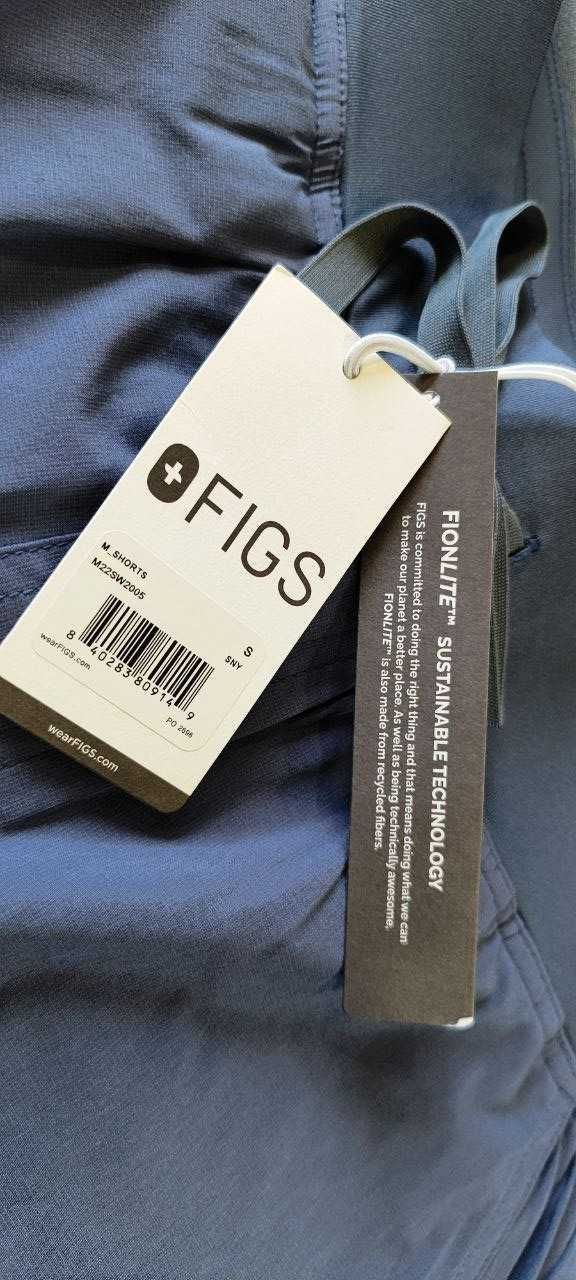 FIGS
M_SHORTS
M22SW2005
S
SNY
8 40283 80914 9
wearFIGS.com
PO 2666
wearFIGS.com
FIONLITE™ SUSTAINABLE TECHNOLOGY
FIGS is committed to doing the right thing and that means doing what we can
to make our planet a better place. As well as being technically awesome,
FIONLITE™ is also made from recycled fibers.